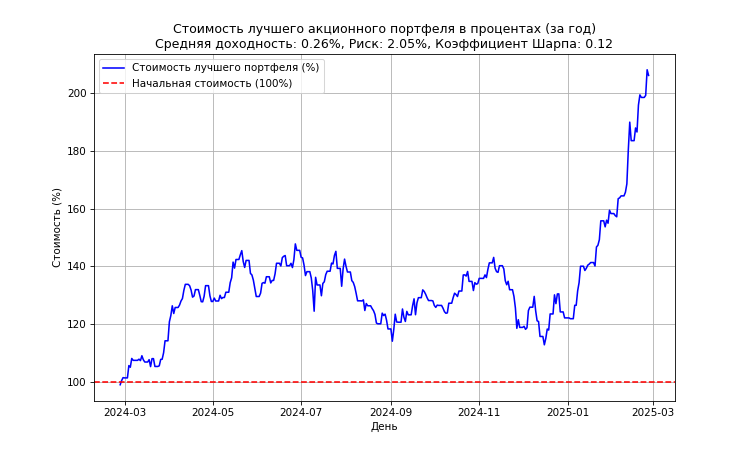 Стоимость лучшего акционного портфеля в процентах (за год)
Средняя доходность: 0.26%, Риск: 2.05%, Коэффициент Шарпа: 0.12
Стоимость лучшего портфеля (%)
Начальная стоимость (100%)
Стоимость (%)
200
180
160
140
120
100
2024-03 2024-05 2024-07 2024-09 2024-11 2025-01 2025-03
День